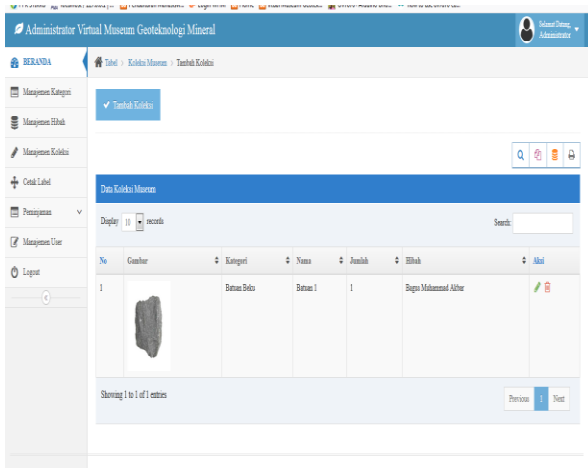 Administrator Virtual Museum Geoteknologi Mineral
Selamat Datang,
Administrator
BERANDA
Tabel > Koleksi Museum > Tambah Koleksi
Manajemen Kategori
Manajemen Hibah
Manajemen Koleksi
Cetak Label
Peminjaman
Manajemen User
Logout
Tambah Koleksi
Data Koleksi Museum
Display 10 records
Search:
No Gambar Kategori Nama Jumlah Hibah Aksi
1 Batuan Beku Batuan 1 1 Bagus Muhammad Akbar
Showing 1 to 1 of 1 entries
Previous 1 Next